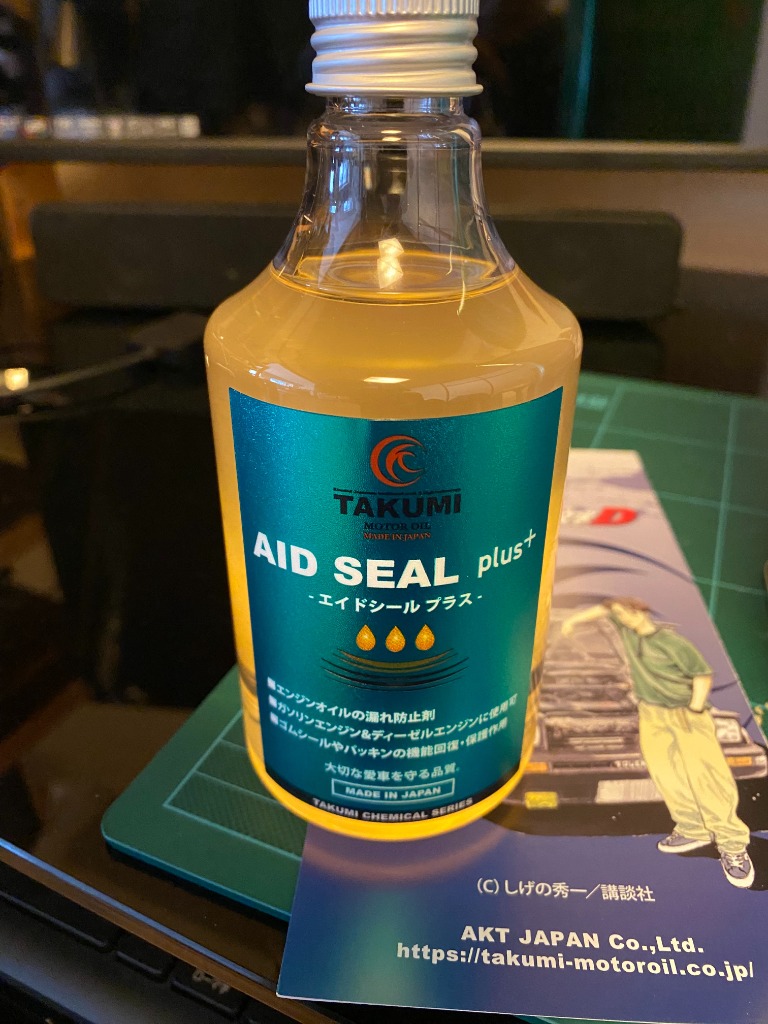 TAKUMI
MOTOR OIL
MADE IN JAPAN
AID SEAL plus+
- エイドシール プラス -
■エンジンオイルの漏れ防止剤
■ガソリンエンジン&ディーゼルエンジンに使用可
■ゴムシールやパッキンの機能回復・保護作用
大切な愛車を守る品質。
MADE IN JAPAN
TAKUMI CHEMICAL SERIES
D
(C)しげの秀一／講談社
AKT JAPAN Co.,Ltd.
https://takumi-motoroil.co.jp/